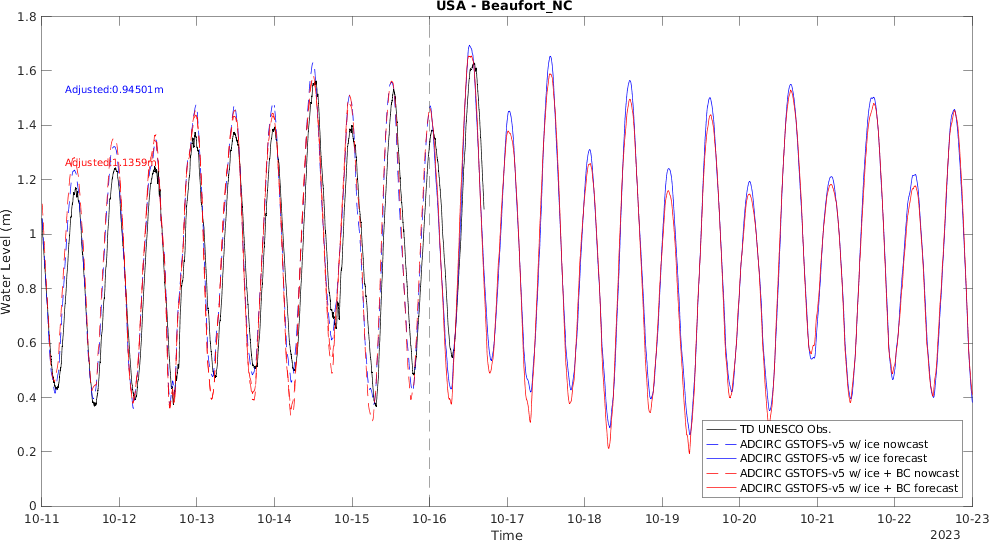 USA - Beaufort_NC
1.8
1.6
1.4
1.2
1
0.8
0.6
0.4
0.2
0
Water Level (m)
Adjusted:0.94501m
Adjusted:1.1359m
TD UNESCO Obs.
ADCIRC GSTOFS-v5 w/ ice nowcast
ADCIRC GSTOFS-v5 w/ ice forecast
ADCIRC GSTOFS-v5 w/ ice + BC nowcast
ADCIRC GSTOFS-v5 w/ ice + BC forecast
10-11 10-12 10-13 10-14 10-15 10-16 10-17 10-18 10-19 10-20 10-21 10-22 10-23
Time
2023